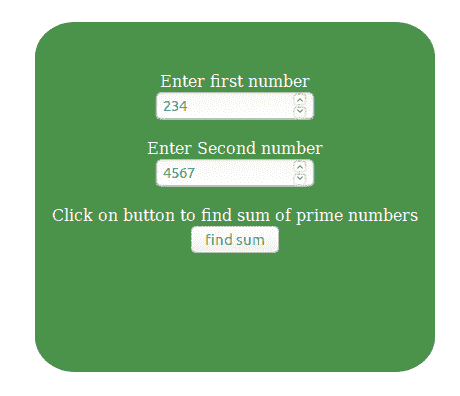 Enter first number
234
Enter Second number
4567
Click on button to find sum of prime numbers
find sum